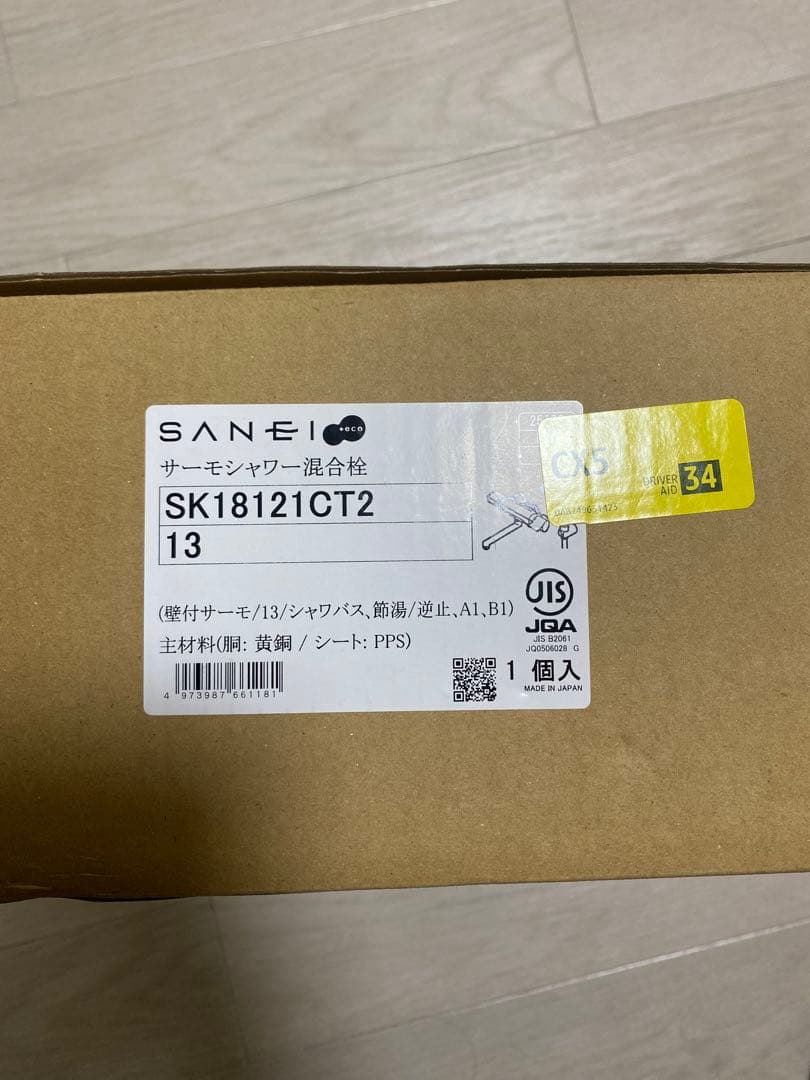 SANEI
+eco
サーモシャワー混合栓
SK18121CT2
13
CX5
DRIVER
AID
34
(壁付サーモ/13/シャワバス、節湯/逆止、A1、B1)
主材料(胴: 黄銅 / シート: PPS)
4 973987 661181
JIS
JQA
JIS B2061
JQ0506028 G
1 個入
MADE IN JAPAN